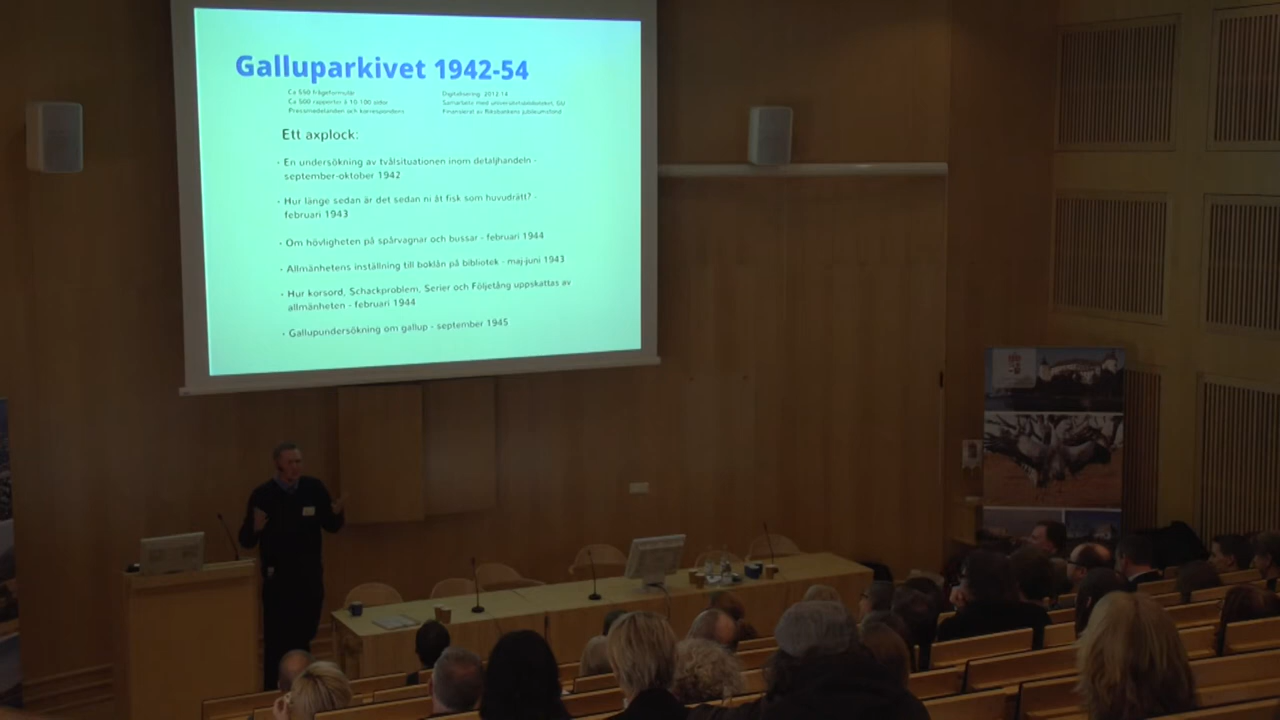 Galluparkivet 1942-54
Ca 550 frågeformulär
Ca 500 rapporter à 10-100 sidor
Pressmeddelanden och korrespondens
Digitalisering: 2012-14
Samarbete med universitetsbiblioteket, GU
Finansierat av Riksbankens jubileumsfond
Ett axplock:
· En undersökning av tvålsituationen inom detaljhandeln -
september-oktober 1942
· Hur länge sedan är det sedan ni åt fisk som huvudrätt? -
februari 1943
· Om hövligheten på spårvagnar och bussar - februari 1944
· Allmänhetens inställning till boklån på bibliotek - maj-juni 1943
· Hur korsord, Schackproblem, Serier och Följetång uppskattas av
allmänheten - februari 1944
· Gallupundersökning om gallup - september 1945